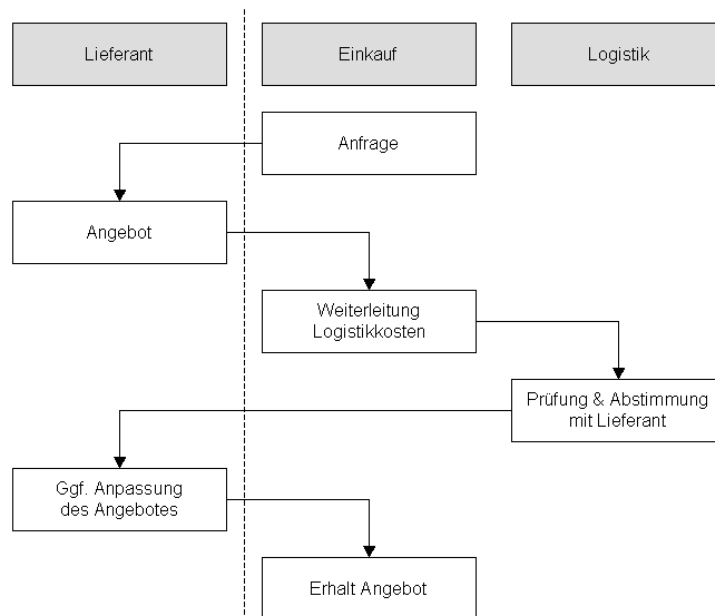 Lieferant
Einkauf
Logistik
Anfrage
Angebot
Weiterleitung
Logistikkosten
Prüfung & Abstimmung
mit Lieferant
Ggf. Anpassung
des Angebotes
Erhalt Angebot